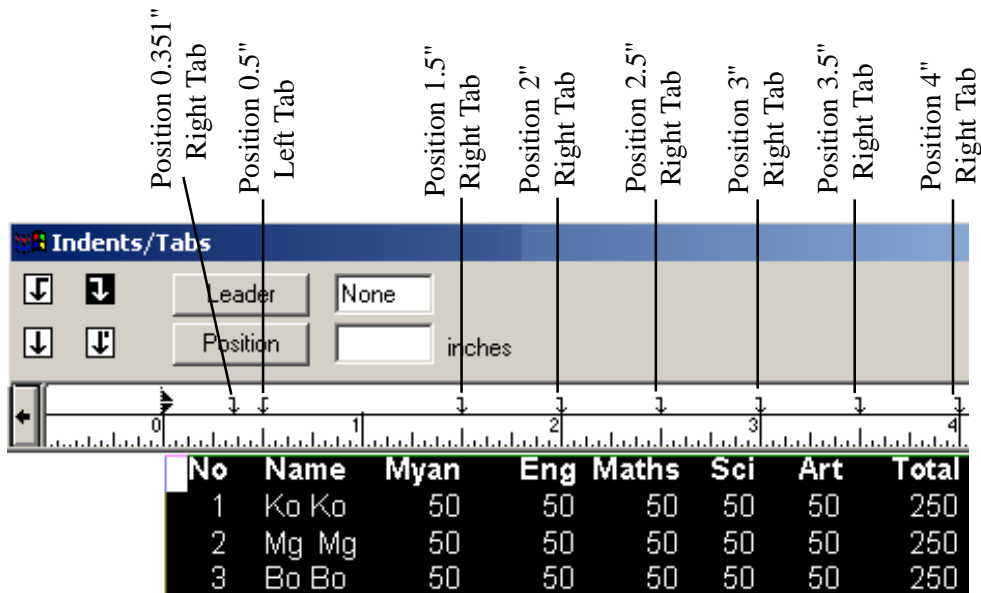 Position 0.351"
Right Tab
Position 0.5"
Left Tab
Position 1.5"
Right Tab
Position 2"
Right Tab
Position 2.5"
Right Tab
Position 3"
Right Tab
Position 3.5"
Right Tab
Position 4"
Right Tab
Indents/Tabs
Leader None
Position inches
0 1 2 3 4
No Name Myan Eng Maths Sci Art Total
1 Ko Ko 50 50 50 50 50 250
2 Mg Mg 50 50 50 50 50 250
3 Bo Bo 50 50 50 50 50 250